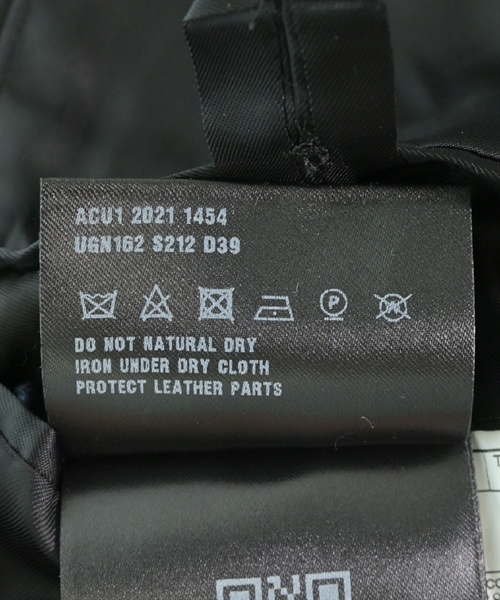 ACU1 2021 1454
UGN162 S212 D39
P W
DO NOT NATURAL DRY
IRON UNDER DRY CLOTH
PROTECT LEATHER PARTS